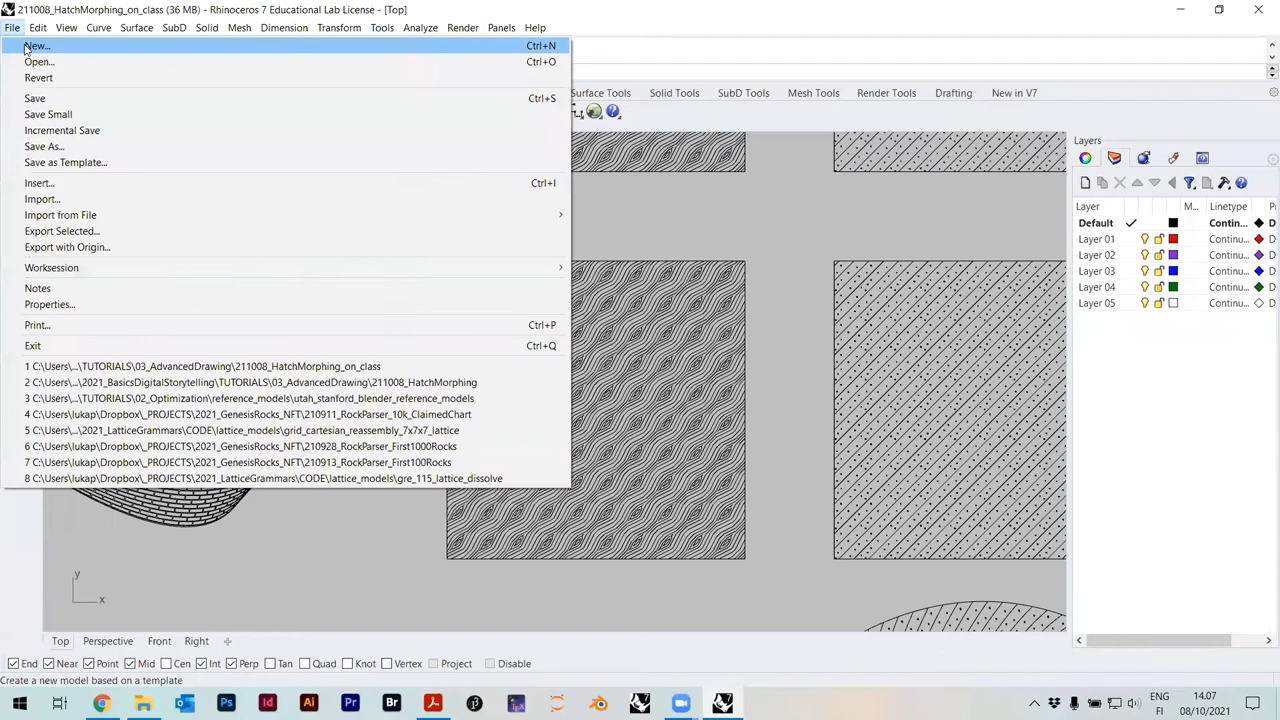 211008_HatchMorphing_on_class (36 MB) - Rhinoceros 7 Educational Lab License - [Top]
File Edit View Curve Surface SubD Solid Mesh Dimension Transform Tools Analyze Render Panels Help
New... Ctrl+N
Open... Ctrl+O
Revert
Save Ctrl+S
Save Small
Incremental Save
Save As...
Save as Template...
Insert... Ctrl+I
Import...
Import from File
Export Selected...
Export with Origin...
Worksession
Notes
Properties...
Print... Ctrl+P
Exit Ctrl+Q
1 C:\Users\...\TUTORIALS\03_AdvancedDrawing\211008_HatchMorphing_on_class
2 C:\Users\...\2021_BasicsDigitalStorytelling\TUTORIALS\03_AdvancedDrawing\211008_HatchMorphing
3 C:\Users\...\TUTORIALS\02_Optimization\reference_models\utah_stanford_blender_reference_models
4 C:\Users\lukap\Dropbox\_PROJECTS\2021_GenesisRocks_NFT\210911_RockParser_10k_ClaimedChart
5 C:\Users\...\2021_LatticeGrammars\CODE\lattice_models\grid_cartesian_reassembly_7x7x7_lattice
6 C:\Users\lukap\Dropbox\_PROJECTS\2021_GenesisRocks_NFT\210928_RockParser_First1000Rocks
7 C:\Users\lukap\Dropbox\_PROJECTS\2021_GenesisRocks_NFT\210913_RockParser_First100Rocks
8 C:\Users\lukap\Dropbox\_PROJECTS\2021_LatticeGrammars\CODE\lattice_models\gre_115_lattice_dissolve
Surface Tools Solid Tools SubD Tools Mesh Tools Render Tools Drafting New in V7
Layers
Layer M... Linetype P
Default Contin... D
Layer 01 Continu... D
Layer 02 Continu... D
Layer 03 Continu... D
Layer 04 Continu... D
Layer 05 Continu... D
y
x
Top Perspective Front Right
End Near Point Mid Cen Int Perp Tan Quad Knot Vertex Project Disable
Create a new model based on a template
Ps Id Ai Pr Br
ENG
FI
14.07
08/10/2021